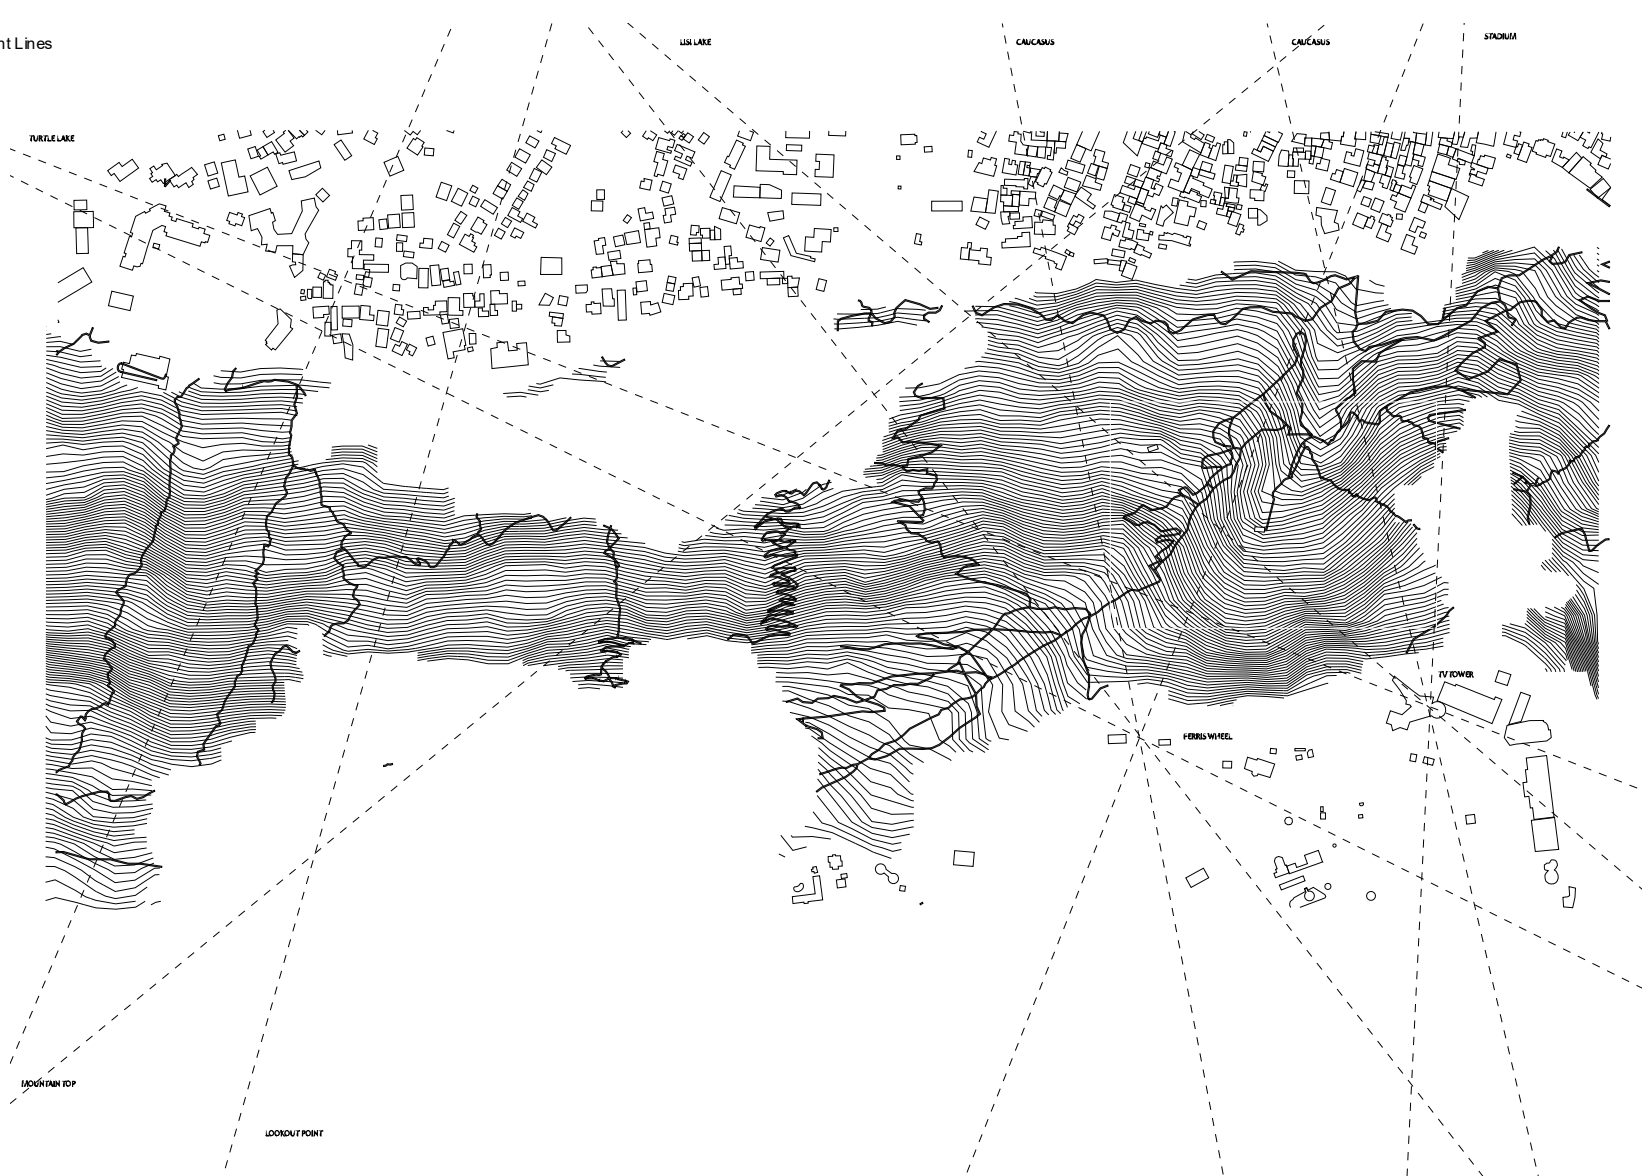 nt Lines
STADIUM
LISI LAKE
CAUCASUS
CAUCASUS
TURTLE LAKE
TV TOWER
FERRIS WHEEL
MOUNTAIN TOP
LOOKOUT POINT